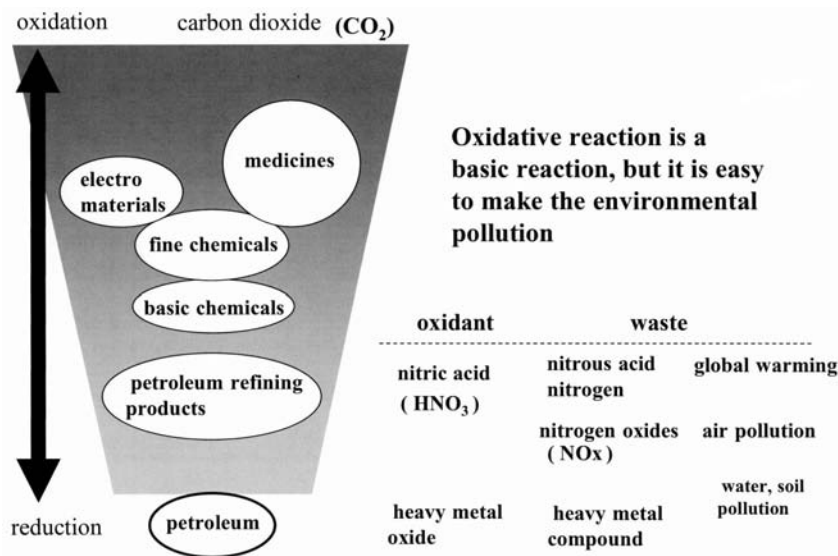 oxidation carbon dioxide (CO₂)
medicines
electro
materials
fine chemicals
basic chemicals
petroleum refining
products
petroleum
reduction
Oxidative reaction is a
basic reaction, but it is easy
to make the environmental
pollution
oxidant waste
nitric acid
( HNO₃ )
nitrous acid
nitrogen
global warming
nitrogen oxides
( NOx )
air pollution
heavy metal
oxide
heavy metal
compound
water, soil
pollution